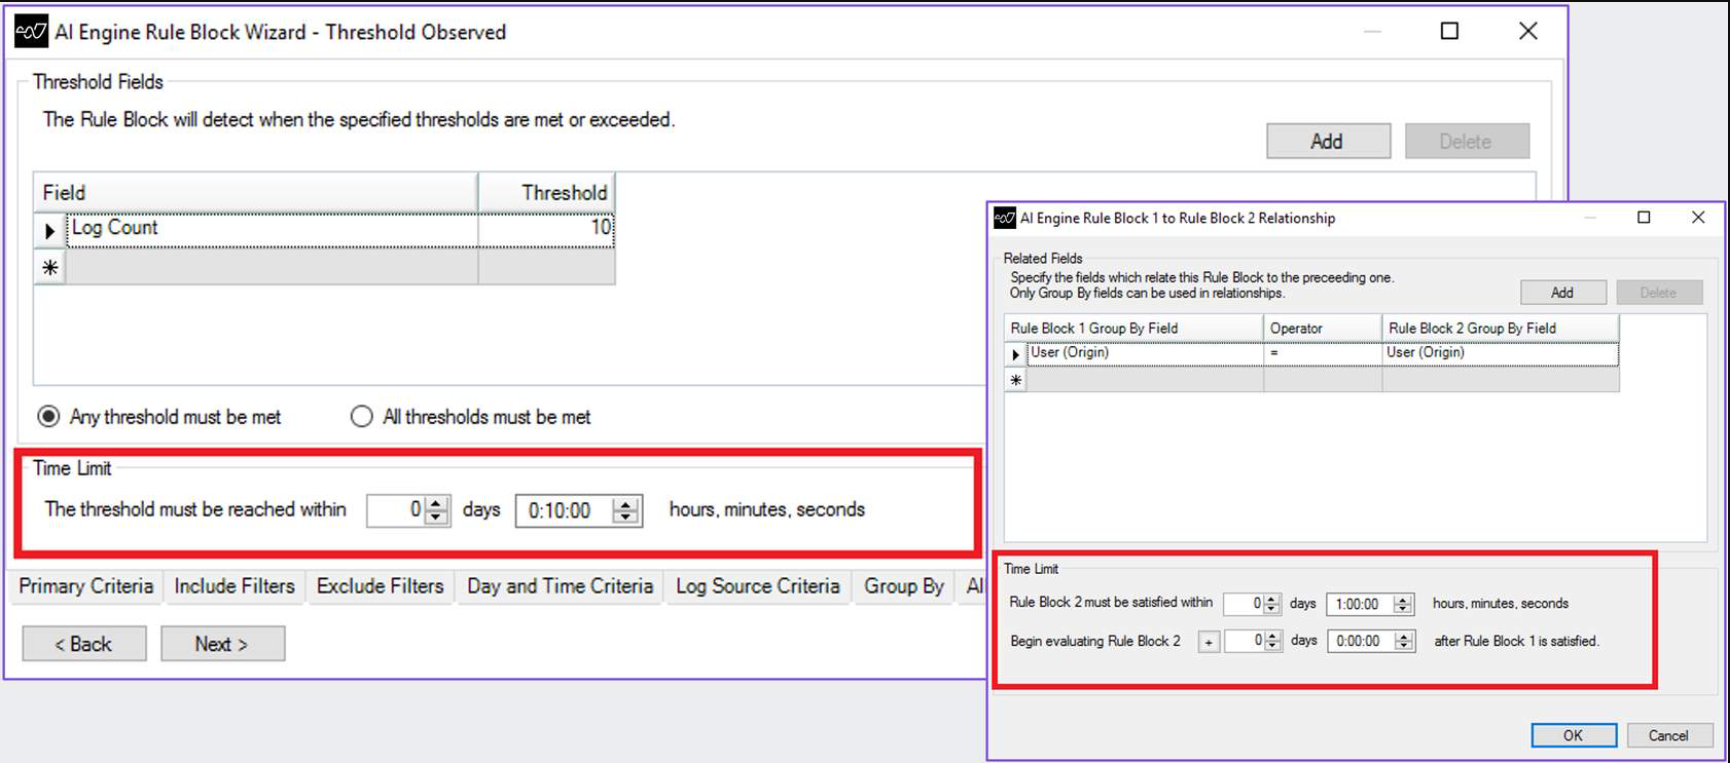 AI Engine Rule Block Wizard - Threshold Observed
Threshold Fields
The Rule Block will detect when the specified thresholds are met or exceeded.
Add Delete
Field Threshold
Log Count 10
Any threshold must be met All thresholds must be met
Time Limit
The threshold must be reached within 0 days 0:10:00 hours, minutes, seconds
Primary Criteria Include Filters Exclude Filters Day and Time Criteria Log Source Criteria Group By Al
< Back Next >
AI Engine Rule Block 1 to Rule Block 2 Relationship
Related Fields
Specify the fields which relate this Rule Block to the preceeding one.
Only Group By fields can be used in relationships.
Add Delete
Rule Block 1 Group By Field Operator Rule Block 2 Group By Field
User (Origin) = User (Origin)
Time Limit
Rule Block 2 must be satisfied within 0 days 1:00:00 hours, minutes, seconds
Begin evaluating Rule Block 2 + 0 days 0:00:00 after Rule Block 1 is satisfied.
OK Cancel